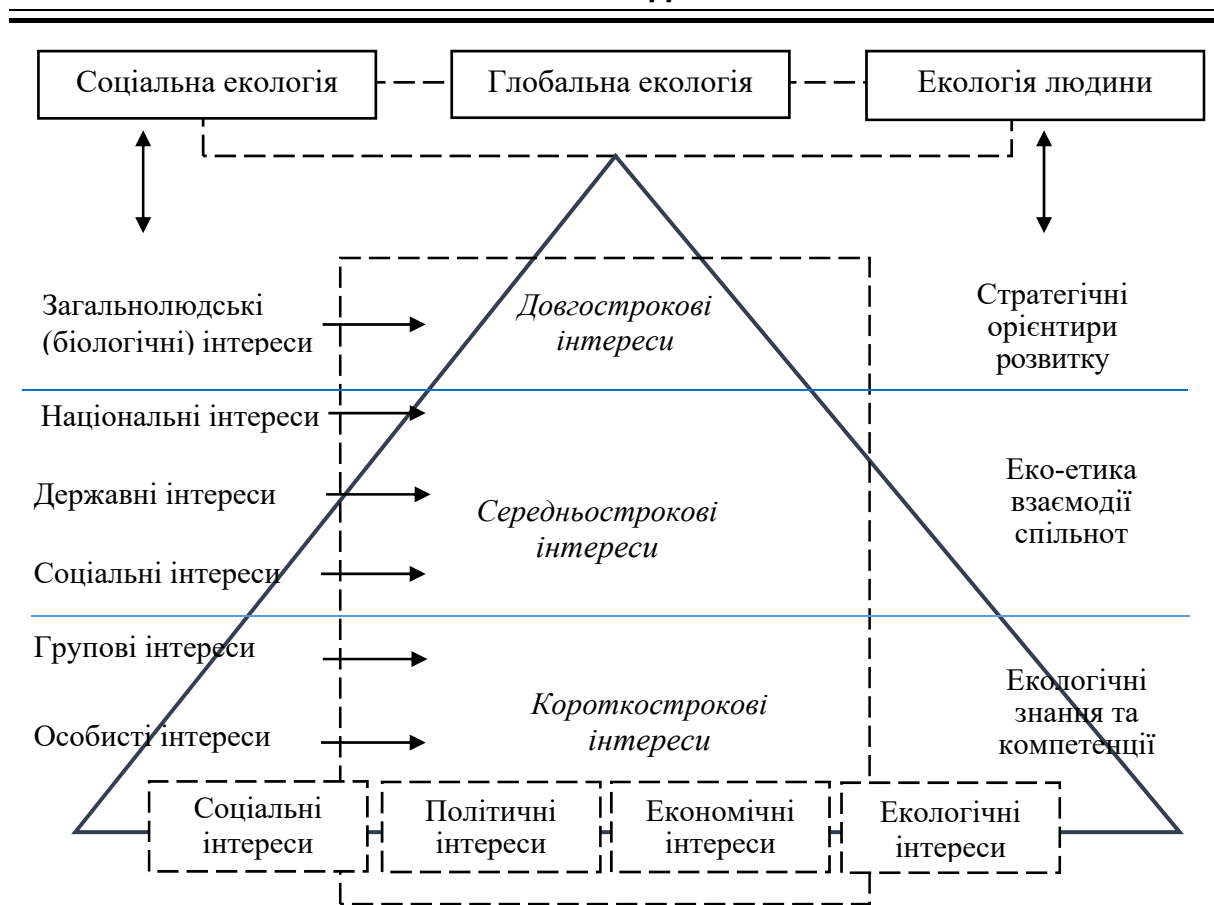 Соціальна екологія
Глобальна екологія
Екологія людини
Загальнолюдські
(біологічні) інтереси
Довгострокові
інтереси
Стратегічні
орієнтири
розвитку
Національні інтереси
Державні інтереси
Соціальні інтереси
Середньострокові
інтереси
Еко-етика
взаємодії
спільнот
Групові інтереси
Особисті інтереси
Короткострокові
інтереси
Екологічні
знання та
компетенції
Соціальні
інтереси
Політичні
інтереси
Економічні
інтереси
Екологічні
інтереси